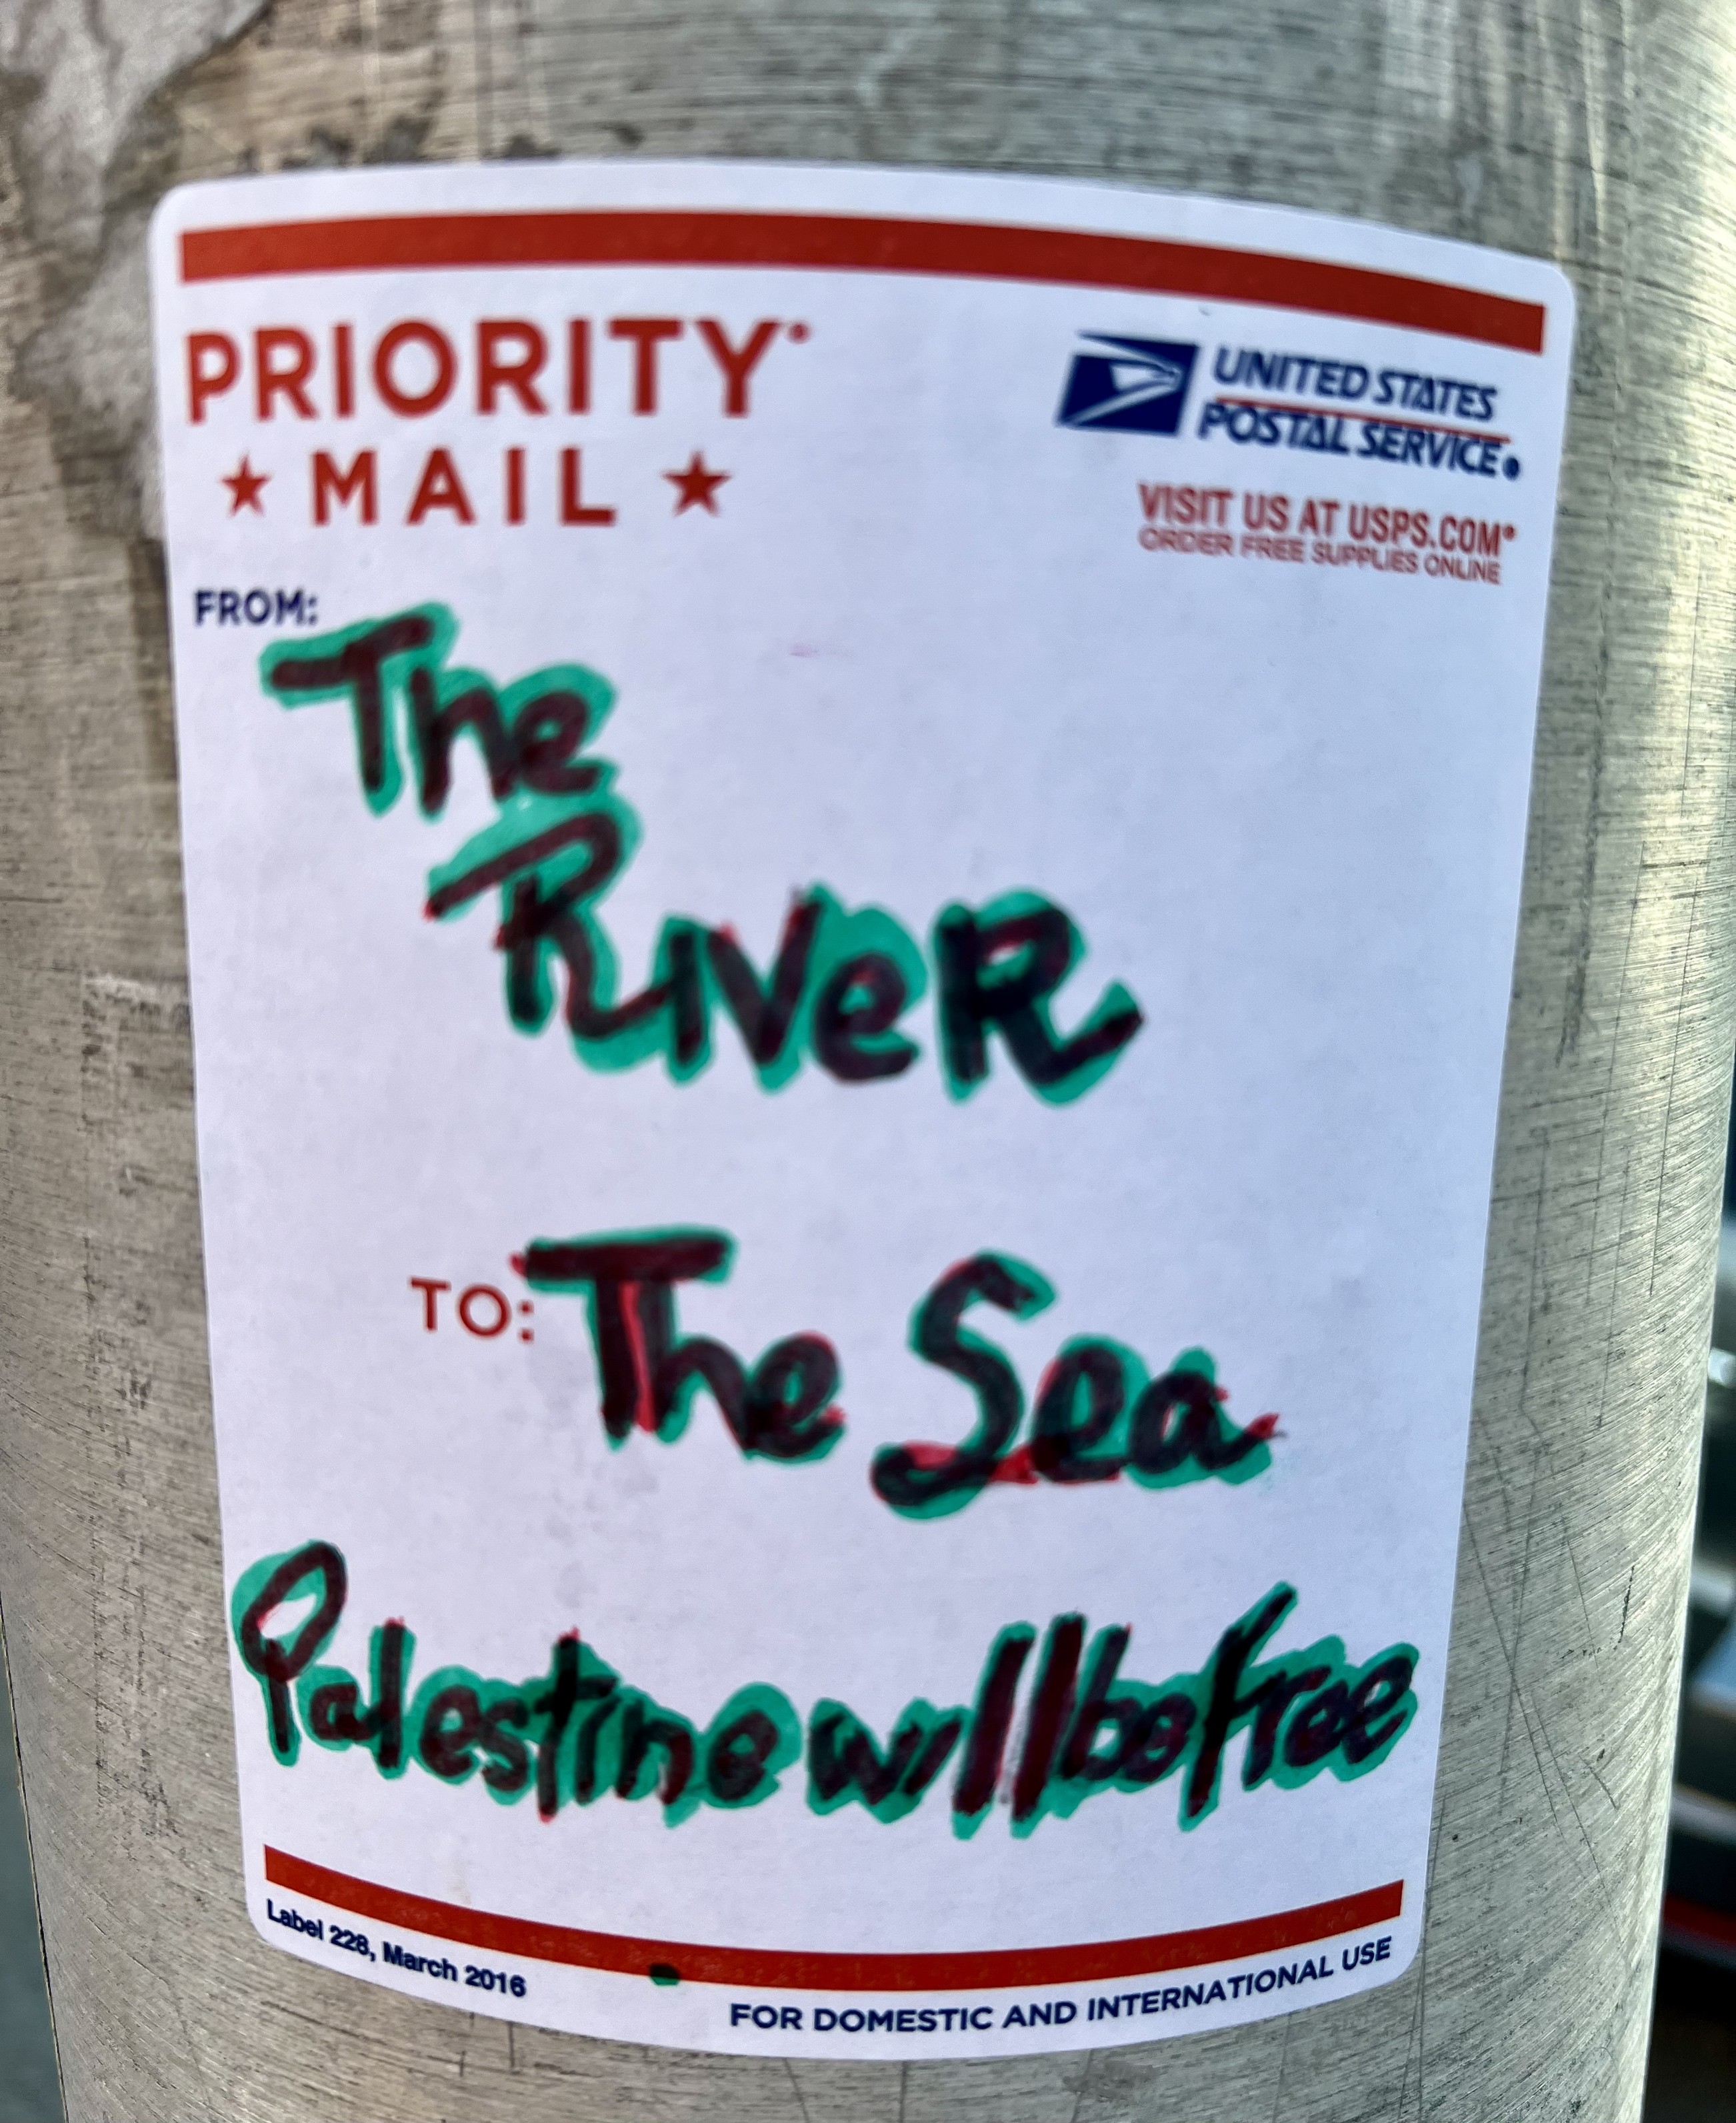 PRIORITY®
★ MAIL ★
UNITED STATES
POSTAL SERVICE®
VISIT US AT USPS.COM®
ORDER FREE SUPPLIES ONLINE
FROM: The
RiveR
TO: The Sea
Palestine will be free
Label 228, March 2016
FOR DOMESTIC AND INTERNATIONAL USE